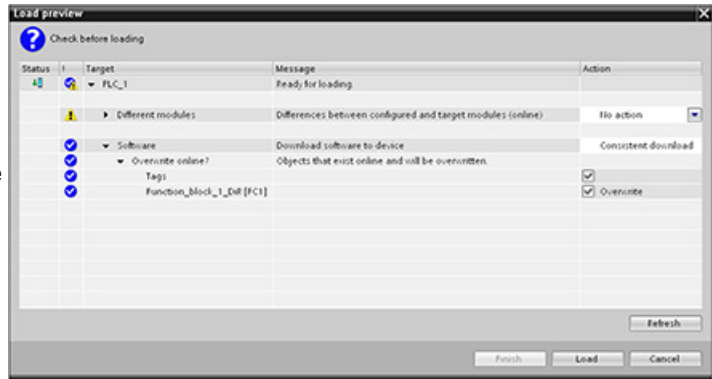 Load preview
Check before loading
Status ! Target Message Action
PLC_1 Ready for loading
Different modules Differences between configured and target modules (online) No action
Software Download software to device Consistent download
Overwrite online? Objects that exist online and will be overwritten.
Tags
Function_block_1_DiR [FC1] Overwrite
Refresh
Finish Load Cancel